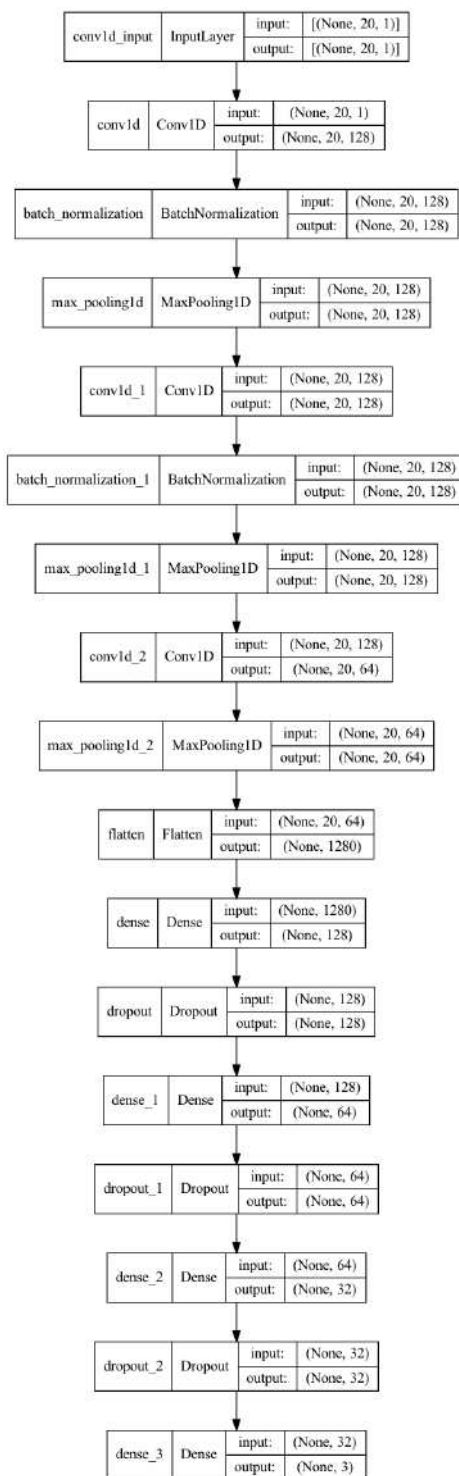 conv1d_input InputLayer input: [(None, 20, 1)]
output: [(None, 20, 1)]
conv1d Conv1D input: (None, 20, 1)
output: (None, 20, 128)
batch_normalization BatchNormalization input: (None, 20, 128)
output: (None, 20, 128)
max_pooling1d MaxPooling1D input: (None, 20, 128)
output: (None, 20, 128)
conv1d_1 Conv1D input: (None, 20, 128)
output: (None, 20, 128)
batch_normalization_1 BatchNormalization input: (None, 20, 128)
output: (None, 20, 128)
max_pooling1d_1 MaxPooling1D input: (None, 20, 128)
output: (None, 20, 128)
conv1d_2 Conv1D input: (None, 20, 128)
output: (None, 20, 64)
max_pooling1d_2 MaxPooling1D input: (None, 20, 64)
output: (None, 20, 64)
flatten Flatten input: (None, 20, 64)
output: (None, 1280)
dense Dense input: (None, 1280)
output: (None, 128)
dropout Dropout input: (None, 128)
output: (None, 128)
dense_1 Dense input: (None, 128)
output: (None, 64)
dropout_1 Dropout input: (None, 64)
output: (None, 64)
dense_2 Dense input: (None, 64)
output: (None, 32)
dropout_2 Dropout input: (None, 32)
output: (None, 32)
dense_3 Dense input: (None, 32)
output: (None, 3)